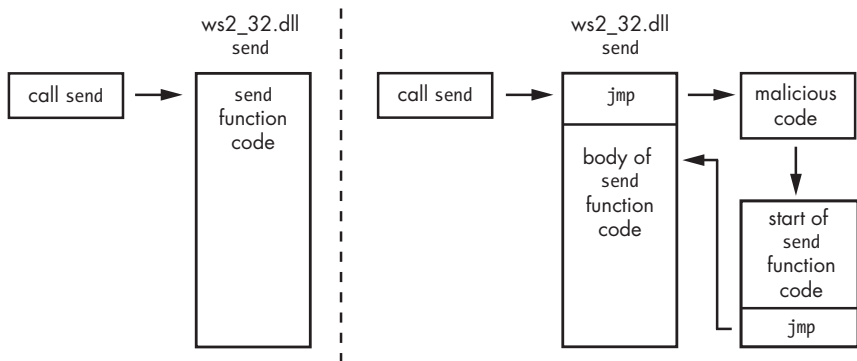 ws2_32.dll
send
call send
send
function
code
ws2_32.dll
send
call send
jmp
body of
send
function
code
malicious
code
start of
send
function
code
jmp